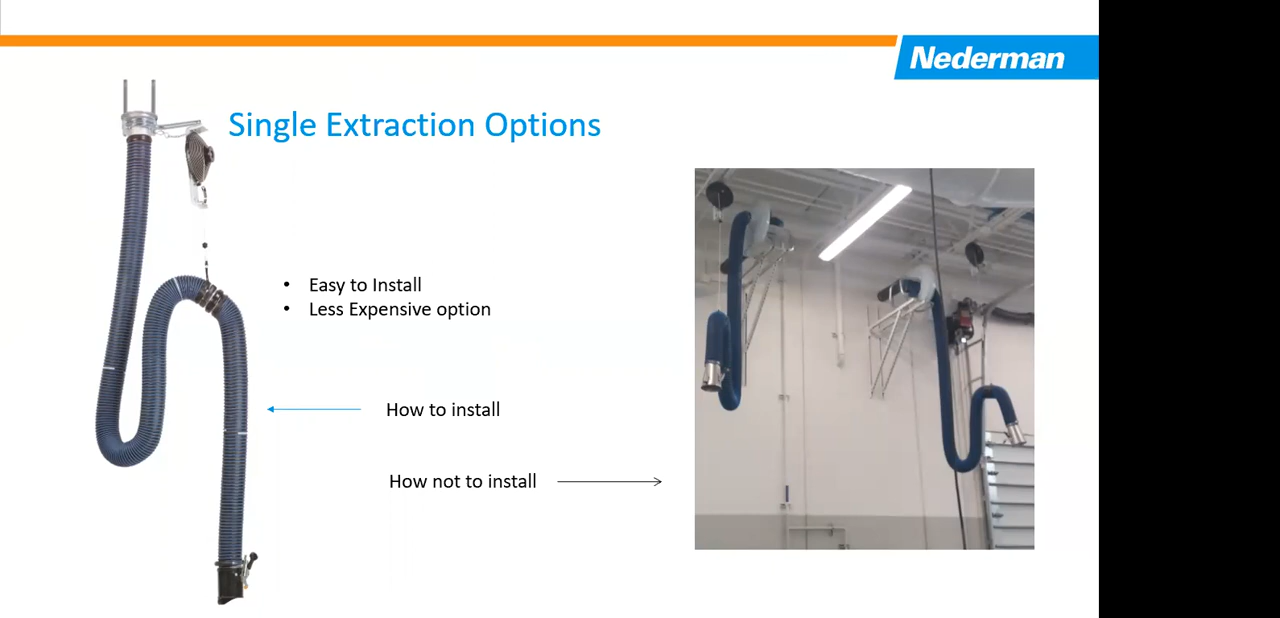 Nederman
Single Extraction Options
• Easy to Install
• Less Expensive option
How to install
How not to install